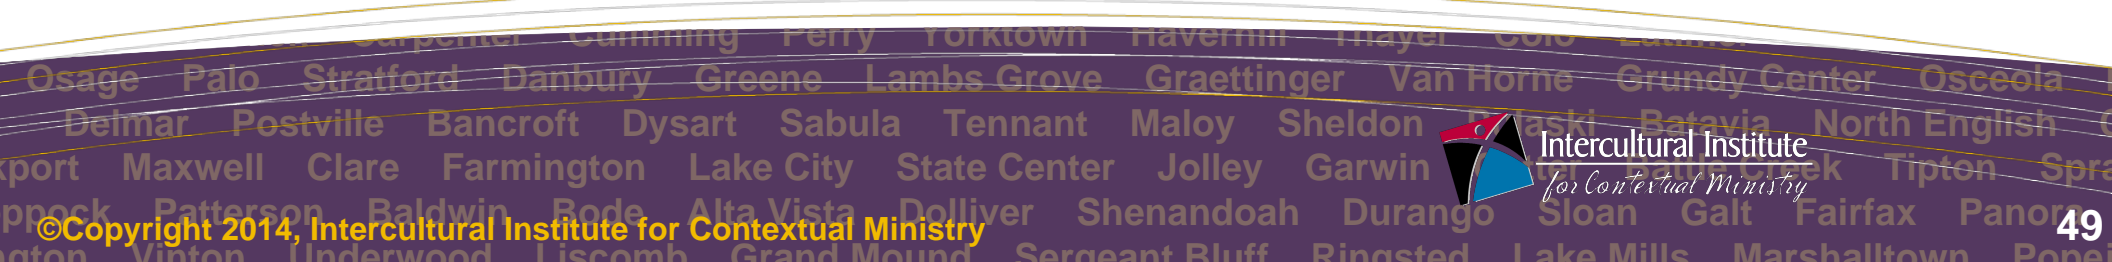 Carpenter Cumming Perry Yorktown Haverhill Thayer Colo Latimer
Osage Palo Stratford Danbury Greene Lambs Grove Graettinger Van Horne Grundy Center Osceola
Delmar Postville Bancroft Dysart Sabula Tennant Maloy Sheldon Batavia North English
Maxwell Clare Farmington Lake City State Center Jolley Garwin Tipton
Intercultural Institute
for Contextual Ministry
Patterson Baldwin Bode Alta Vista Dolliver Shenandoah Durango Sloan Galt Fairfax
©Copyright 2014, Intercultural Institute for Contextual Ministry
49
Vinton Underwood Liscomb Grand Mound Sergeant Bluff Ringsted Lake Mills Marshalltown